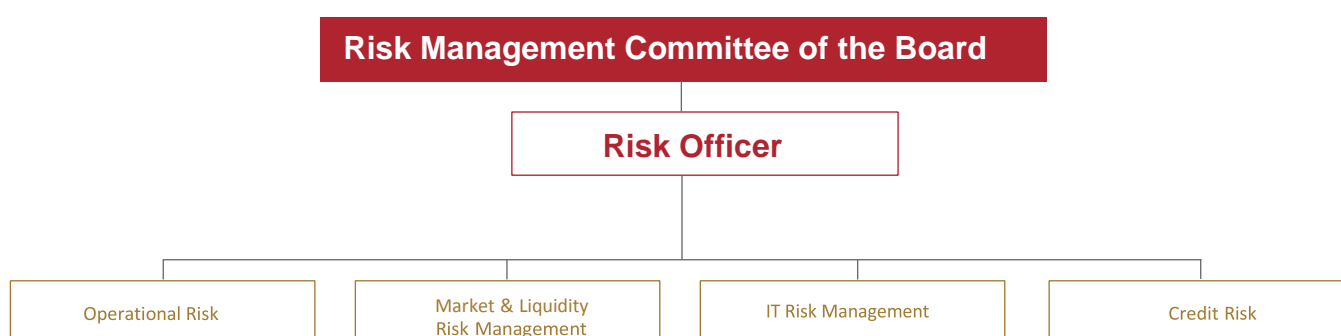 Risk Management Committee of the Board
Risk Officer
Operational Risk
Market & Liquidity
Risk Management
IT Risk Management
Credit Risk